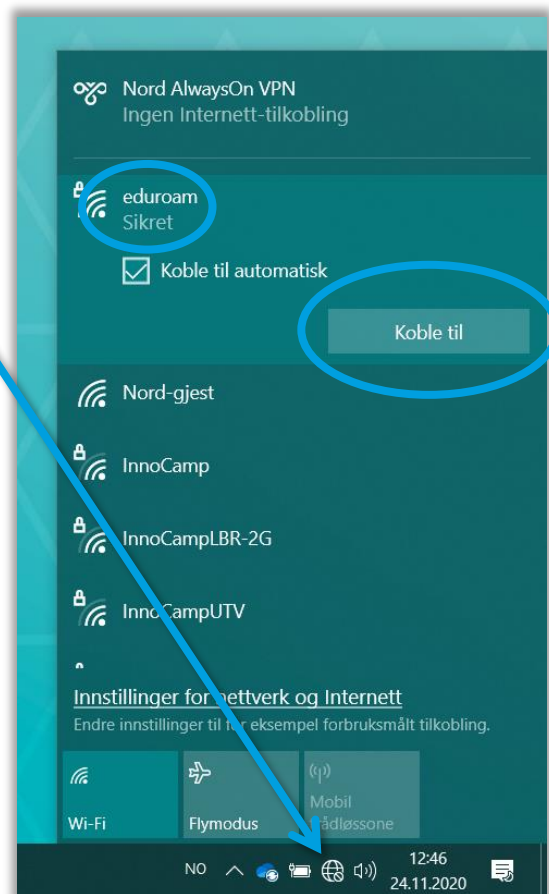 Nord AlwaysOn VPN
Ingen Internett-tilkobling
eduroam
Sikret
Koble til automatisk
Koble til
Nord-gjest
InnoCamp
InnoCampLBR-2G
InnoCampUTV
Innstillinger for nettverk og Internett
Endre innstillinger til for eksempel forbruksmålt tilkobling.
Wi-Fi
Flymodus
Mobil
trådløssone
NO
12:46
24.11.2020